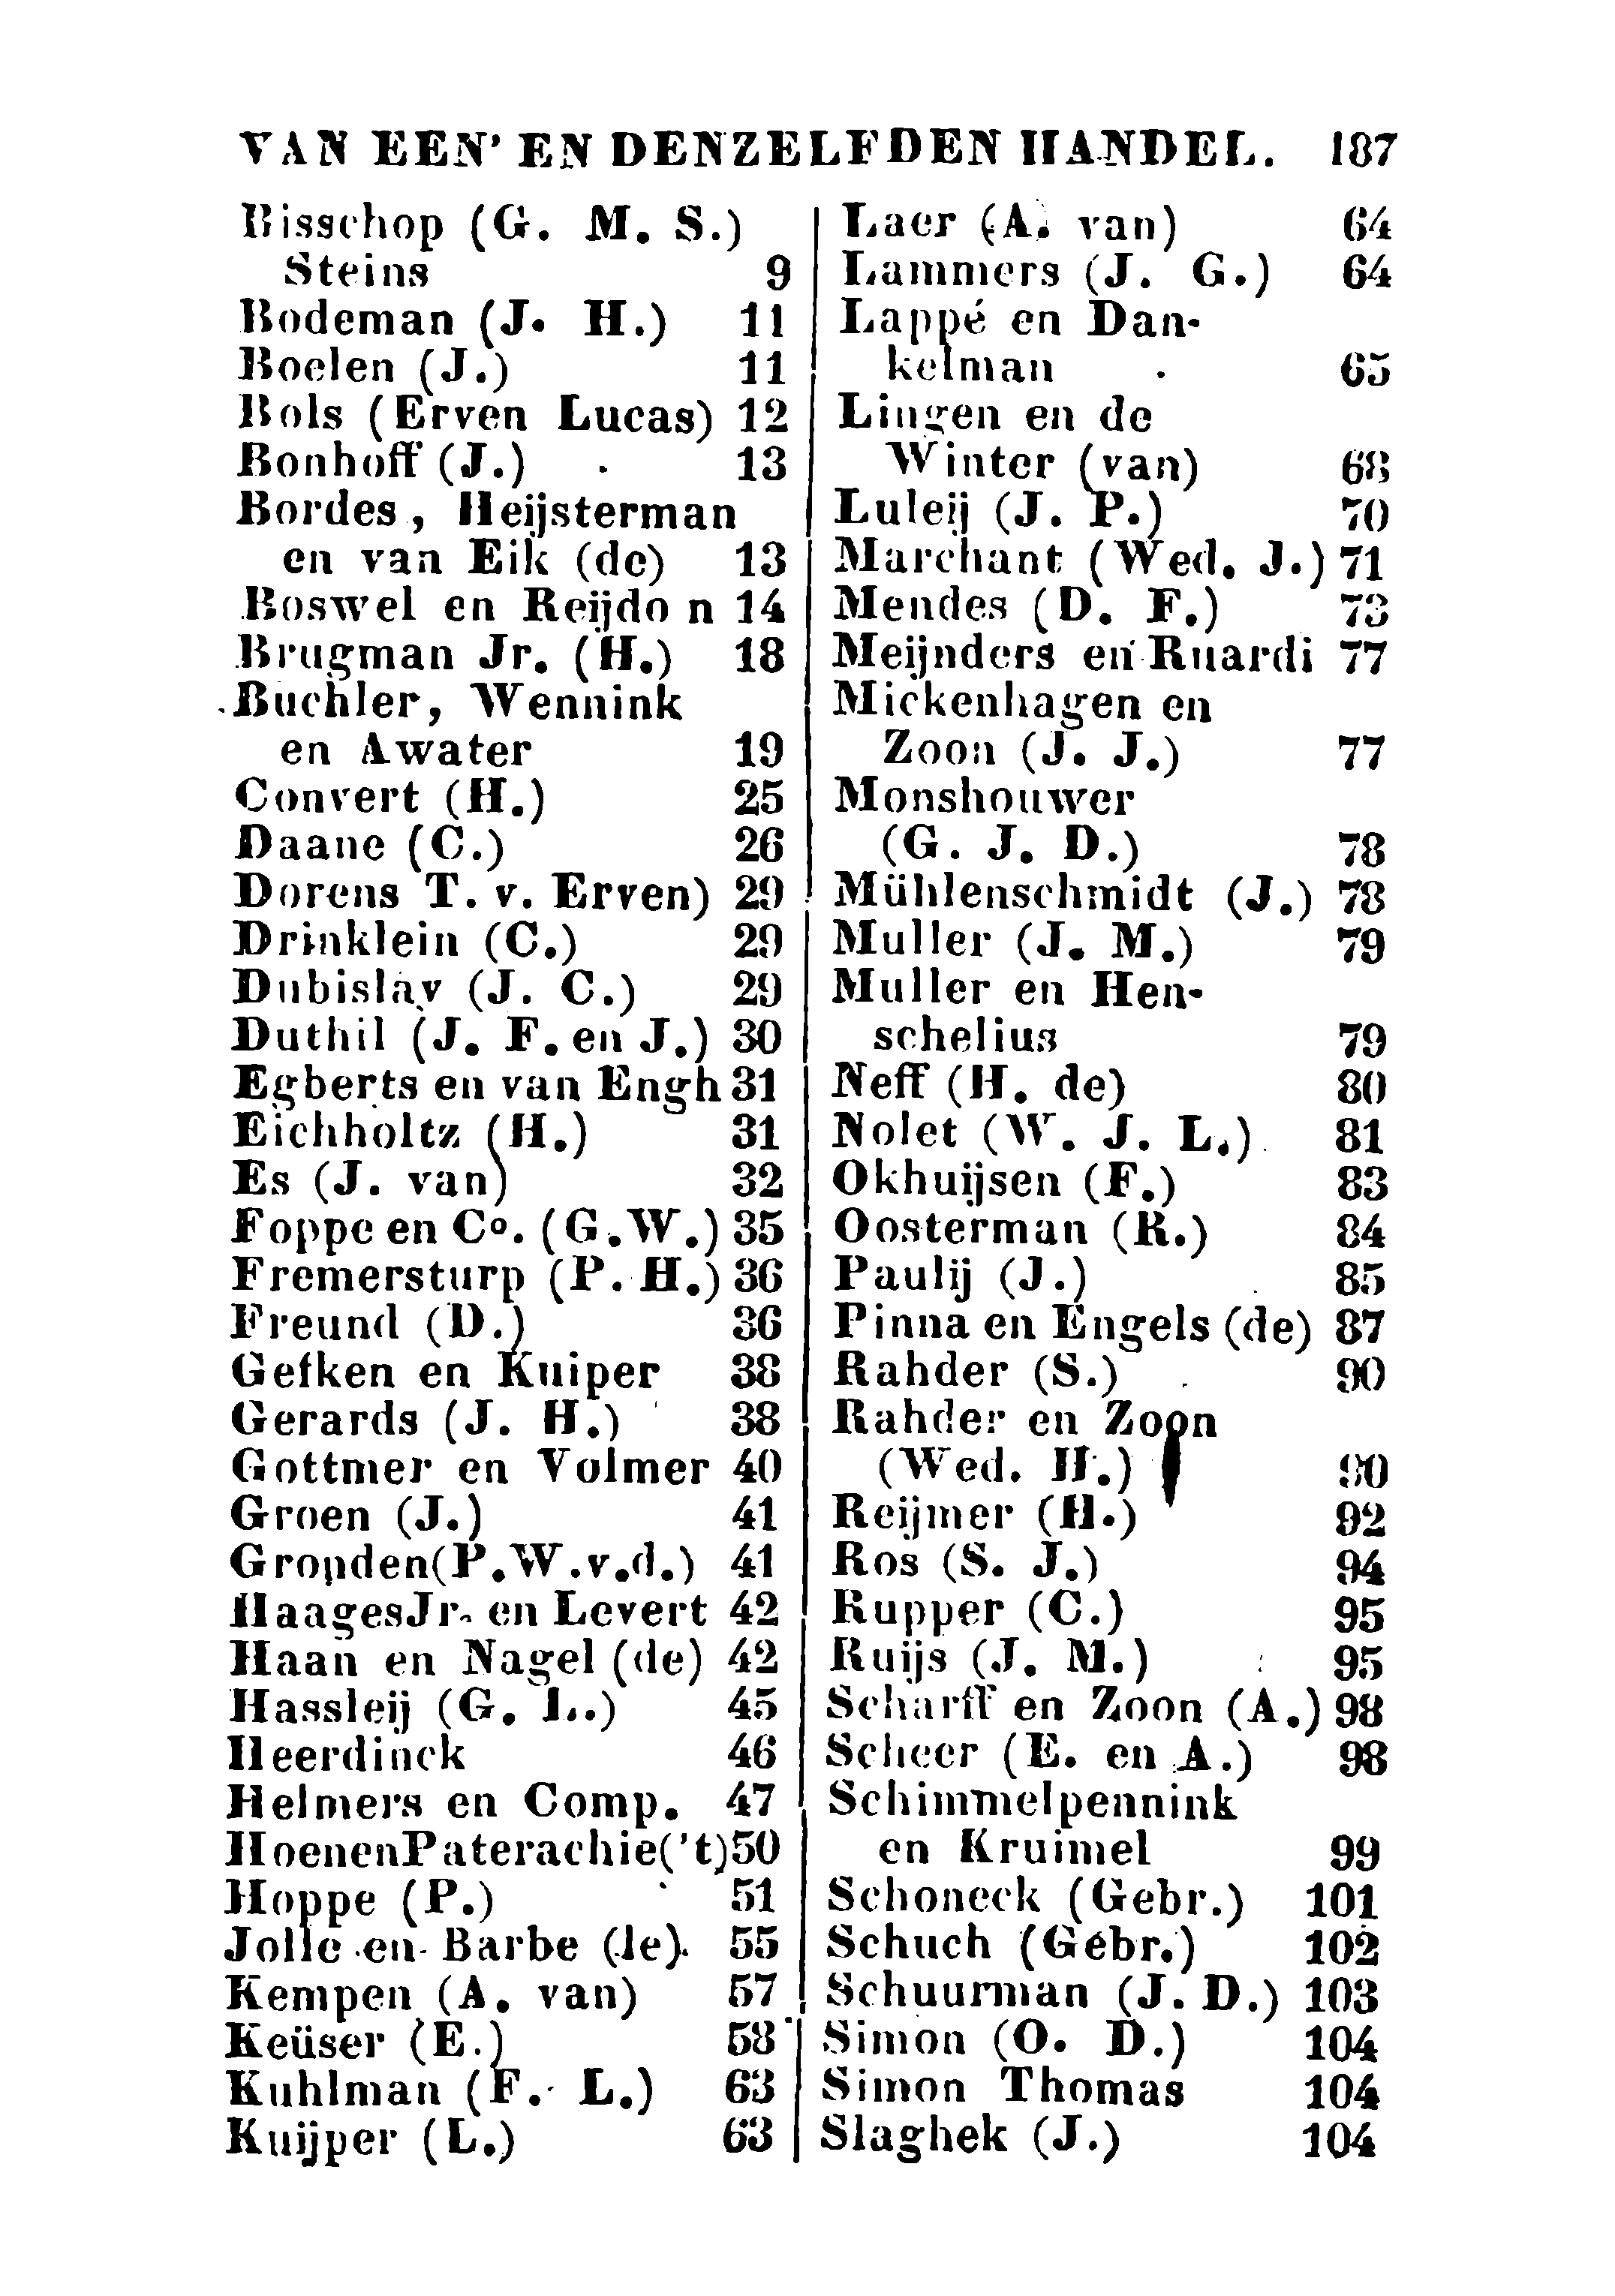 VAN EEN' EN DENZELFDEN HANDEL. 187
Bisschop (G. M. S.)
Steins 9
Bodeman (J. H.) 11
Boelen (J.) 11
Bols (Erven Lucas) 12
Bonhoff (J.) 13
Bordes, Heijsterman
en van Eik (de) 13
Boswel en Reijdon 14
Brugman Jr. (H.) 18
Buchler, Wennink
en Awater 19
Convert (H.) 25
Daane (C.) 26
Dorens T. v. Erven) 29
Drinklein (C.) 29
Dubislav (J. C.) 29
Duthil (J. F. en J.) 30
Egberts en van Engh 31
Eichholtz (H.) 31
Es (J. van) 32
Foppe en Co. (G. W.) 35
Fremersturp (P. H.) 36
Freund (D.) 36
Gefken en Kuiper 38
Gerards (J. H.) 38
Gottmer en Volmer 40
Groen (J.) 41
Gronden (P. W. v. d.) 41
Haages Jr. en Levert 42
Haan en Nagel (de) 42
Hassleij (G. L.) 45
Heerdinck 46
Helmers en Comp. 47
Hoenen Paterachie ('t) 50
Hoppe (P.) 51
Jolle en Barbe (de). 55
Kempen (A. van) 57
Keüser (E.) 58
Kuhlman (F. L.) 63
Kuijper (L.) 63
Laer (A. van) 64
Lammers (J. G.) 64
Lappé en Dan-
kelman 65
Lingen en de
Winter (van) 68
Luleij (J. P.) 70
Marchant (Wed. J.) 71
Mendes (D. F.) 73
Meijnders en Ruardi 77
Mickenhagen en
Zoon (J. J.) 77
Monshouwer
(G. J. D.) 78
Mühlenschmidt (J.) 78
Muller (J. M.) 79
Muller en Hen-
schelius 79
Neff (H. de) 80
Nolet (W. J. L.) 81
Okhuijsen (F.) 83
Oosterman (R.) 84
Paulij (J.) 85
Pinna en Engels (de) 87
Rahder (S.) 90
Rahder en Zoon
(Wed. H.) 90
Reijmer (H.) 92
Ros (S. J.) 94
Rupper (C.) 95
Ruijs (J. M.) 95
Scharff en Zoon (A.) 98
Scheer (E. en A.) 98
Schimmelpennink
en Kruimel 99
Schoneck (Gebr.) 101
Schuch (Gebr.) 102
Schuurman (J. D.) 103
Simon (O. D.) 104
Simon Thomas 104
Slaghek (J.) 104